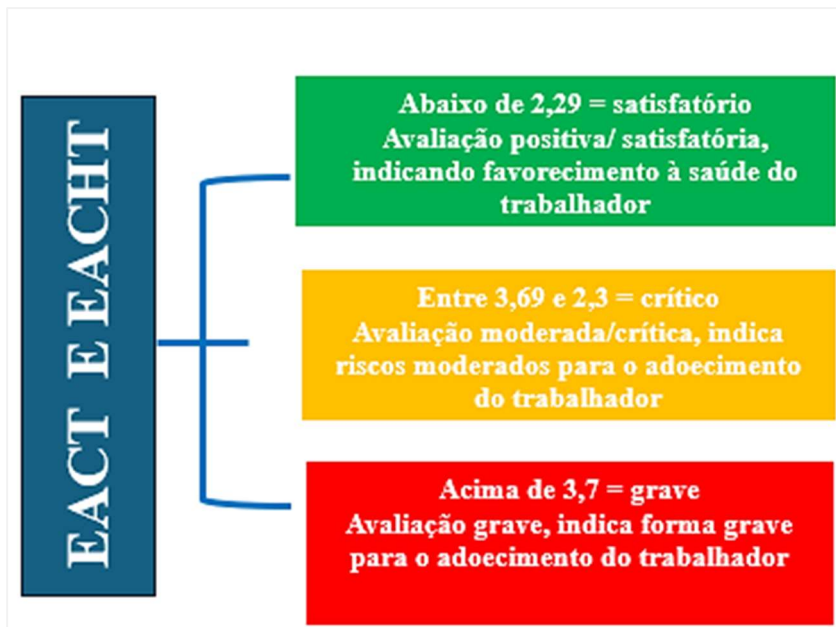 EACT E EACHT
Abaixo de 2,29 = satisfatório
Avaliação positiva/ satisfatória,
indicando favorecimento à saúde do
trabalhador
Entre 3,69 e 2,3 = crítico
Avaliação moderada/crítica, indica
riscos moderados para o adoecimento
do trabalhador
Acima de 3,7 = grave
Avaliação grave, indica forma grave
para o adoecimento do trabalhador